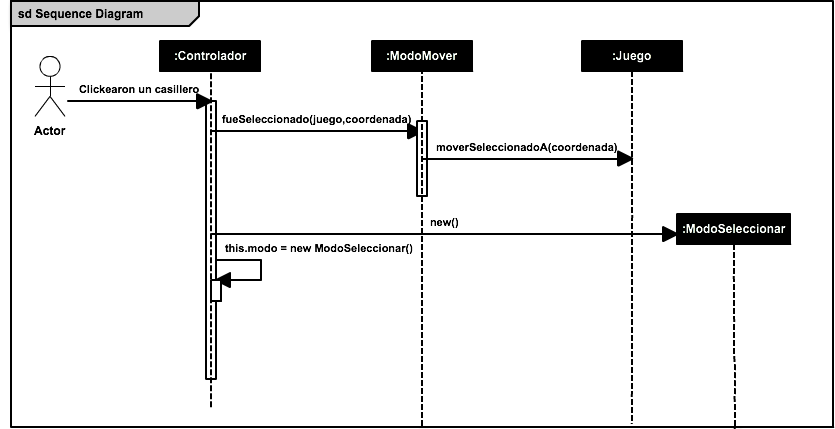 sd Sequence Diagram
:Controlador
:ModoMover
:Juego
Clickearon un casillero
Actor
fueSeleccionado(juego,coordenada)
moverSeleccionadoA(coordenada)
new()
:ModoSeleccionar
this.modo = new ModoSeleccionar()